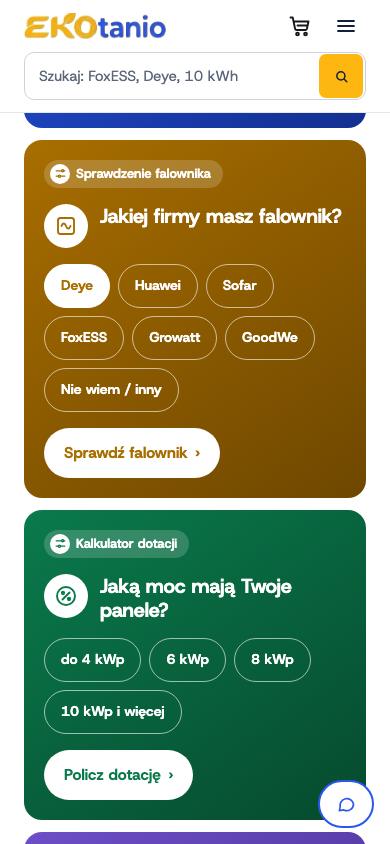 EKOtanio
Szukaj: FoxESS, Deye, 10 kWh
Sprawdzenie falownika
Jakiej firmy masz falownik?
Deye
Huawei
Sofar
FoxESS
Growatt
GoodWe
Nie wiem / inny
Sprawdź falownik ›
Kalkulator dotacji
Jaką moc mają Twoje
panele?
do 4 kWp
6 kWp
8 kWp
10 kWp i więcej
Policz dotację ›